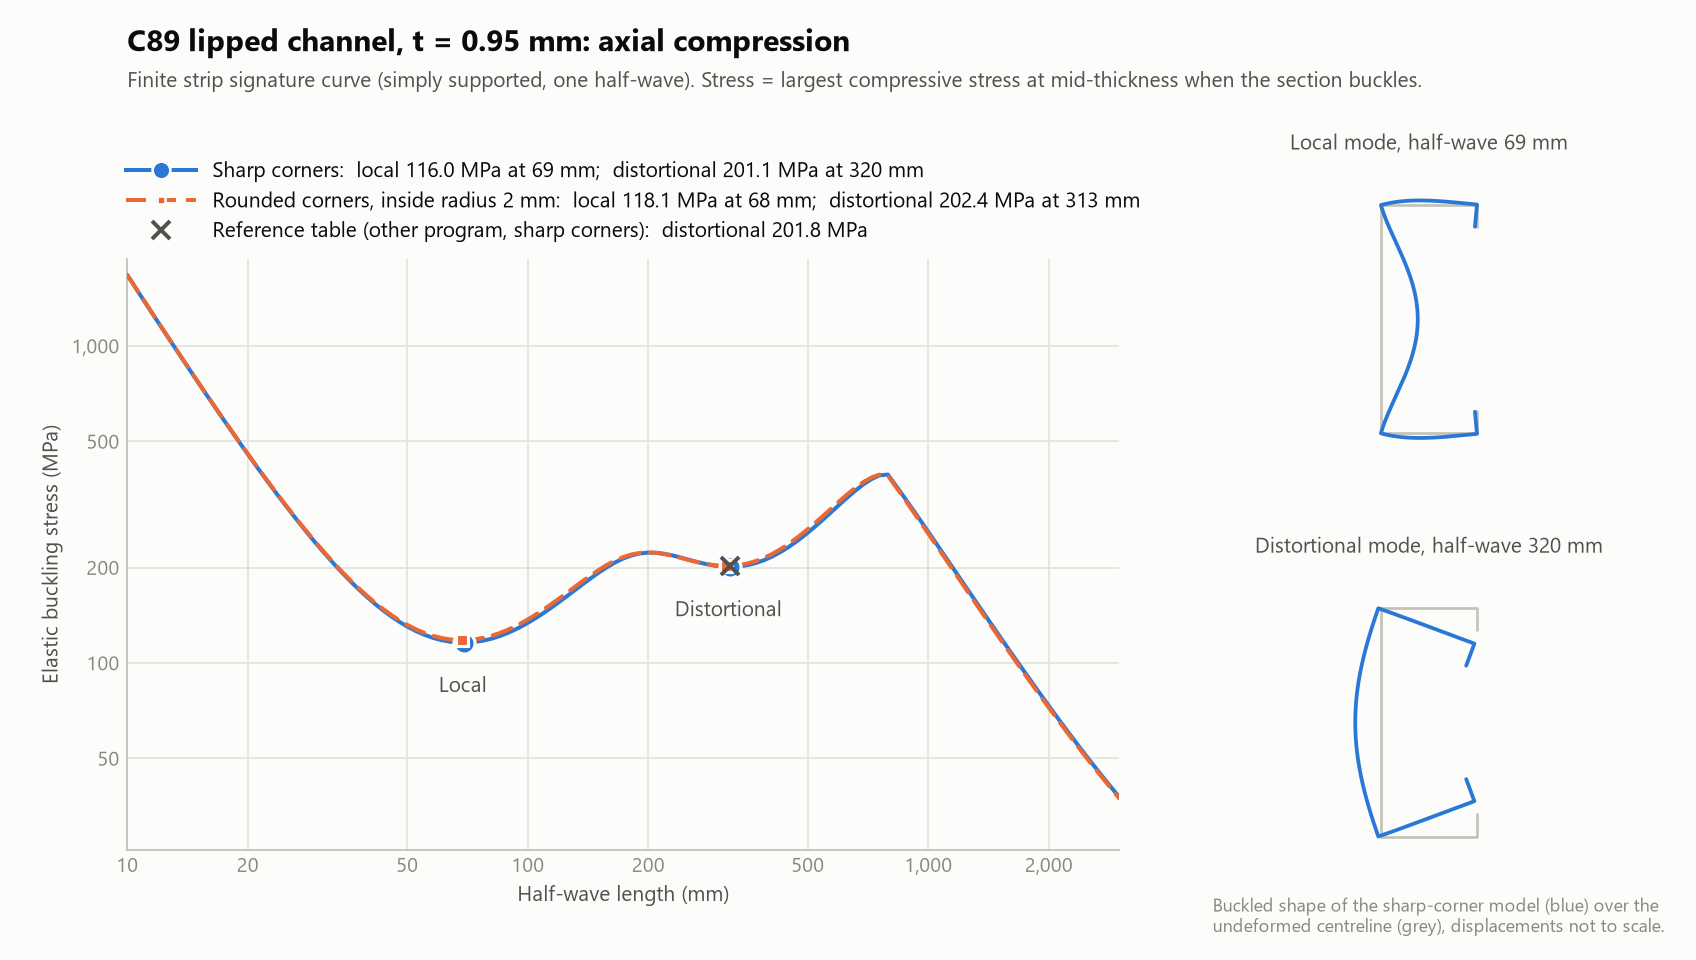 C89 lipped channel, t = 0.95 mm: axial compression
Finite strip signature curve (simply supported, one half-wave). Stress = largest compressive stress at mid-thickness when the section buckles.
Sharp corners:  local 116.0 MPa at 69 mm;  distortional 201.1 MPa at 320 mm
Rounded corners, inside radius 2 mm:  local 118.1 MPa at 68 mm;  distortional 202.4 MPa at 313 mm
Reference table (other program, sharp corners):  distortional 201.8 MPa
Elastic buckling stress (MPa)
1,000
500
200
100
50
Local
Distortional
10
20
50
100
200
500
1,000
2,000
Half-wave length (mm)
Local mode, half-wave 69 mm
Distortional mode, half-wave 320 mm
Buckled shape of the sharp-corner model (blue) over the
undeformed centreline (grey), displacements not to scale.